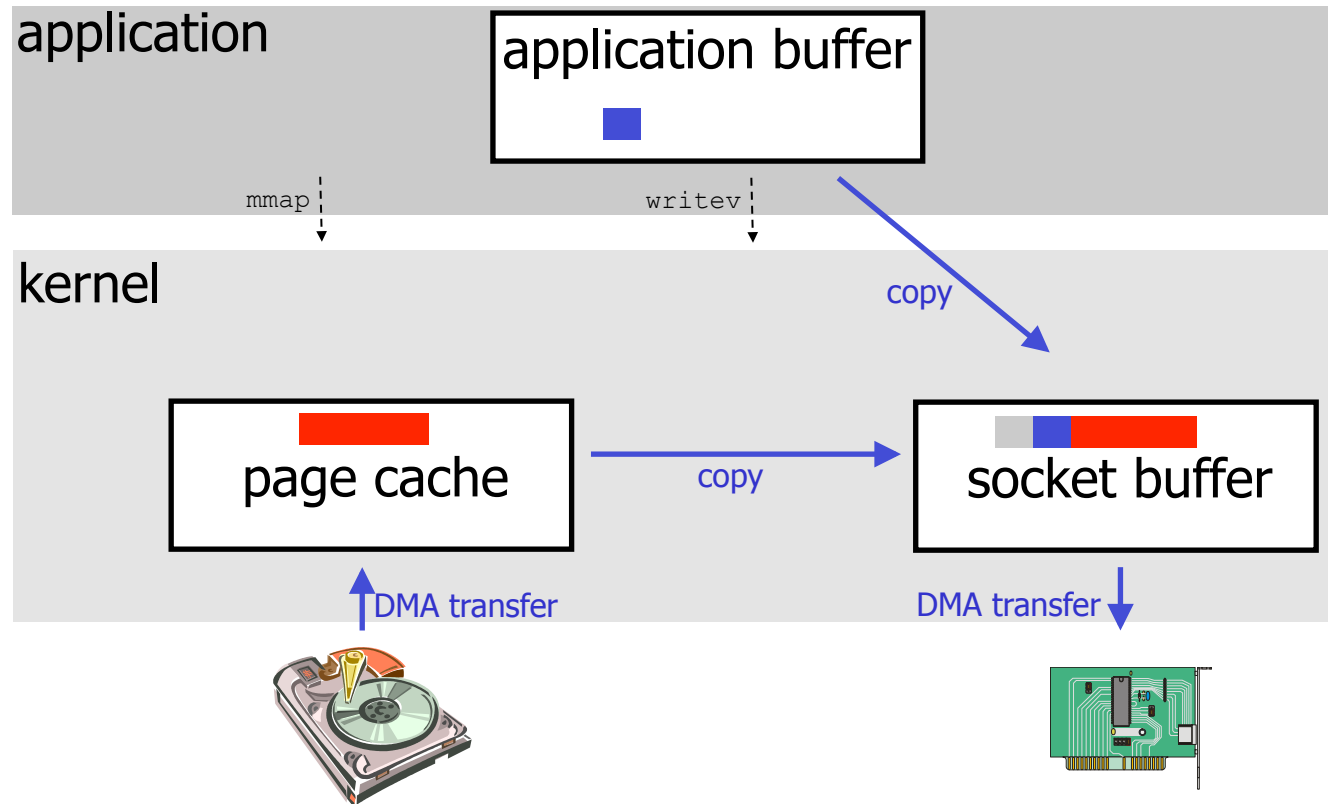 application
application buffer
mmap
writev
kernel
copy
page cache
copy
socket buffer
DMA transfer
DMA transfer